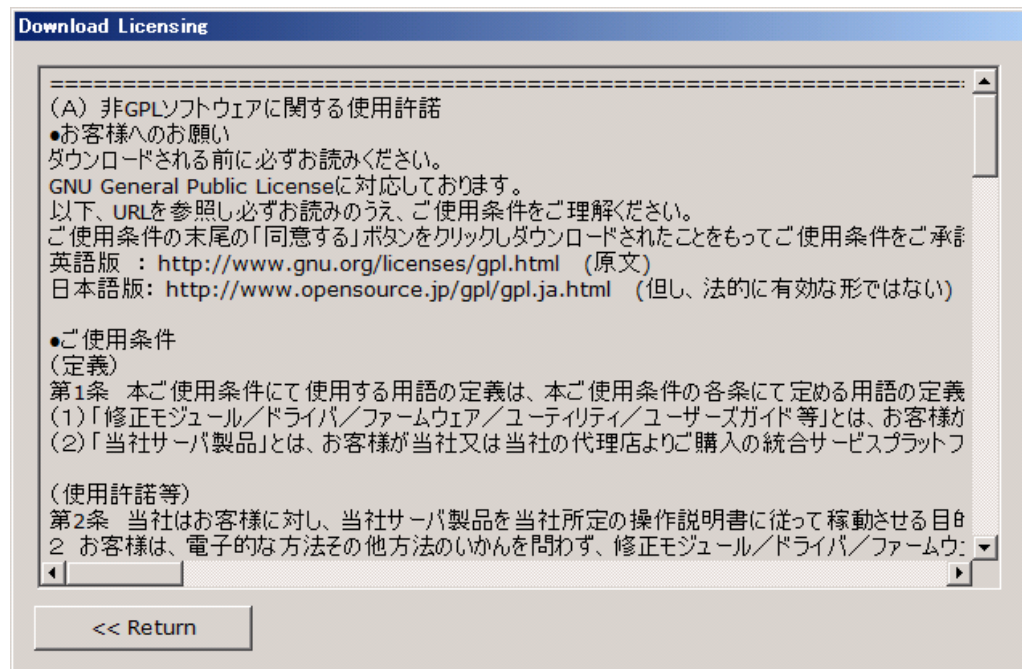 Download Licensing
==================================================================
(A) 非GPLソフトウェアに関する使用許諾
●お客様へのお願い
ダウンロードされる前に必ずお読みください。
GNU General Public Licenseに対応しております。
以下、URLを参照し必ずお読みのうえ、ご使用条件をご理解ください。
ご使用条件の末尾の「同意する」ボタンをクリックしダウンロードされたことをもってご使用条件をご承
英語版 : http://www.gnu.org/licenses/gpl.html (原文)
日本語版: http://www.opensource.jp/gpl/gpl.ja.html (但し、法的に有効な形ではない)
●ご使用条件
(定義)
第1条 本ご使用条件にて使用する用語の定義は、本ご使用条件の各条にて定める用語の定義
(1)「修正モジュール/ドライバ/ファームウェア/ユーティリティ/ユーザーズガイド等」とは、お客様が
(2)「当社サーバ製品」とは、お客様が当社又は当社の代理店よりご購入の統合サービスプラットフ
(使用許諾等)
第2条 当社はお客様に対し、当社サーバ製品を当社所定の操作説明書に従って稼動させる目的
2 お客様は、電子的な方法その他方法のいかんを問わず、修正モジュール/ドライバ/ファームウ
<< Return